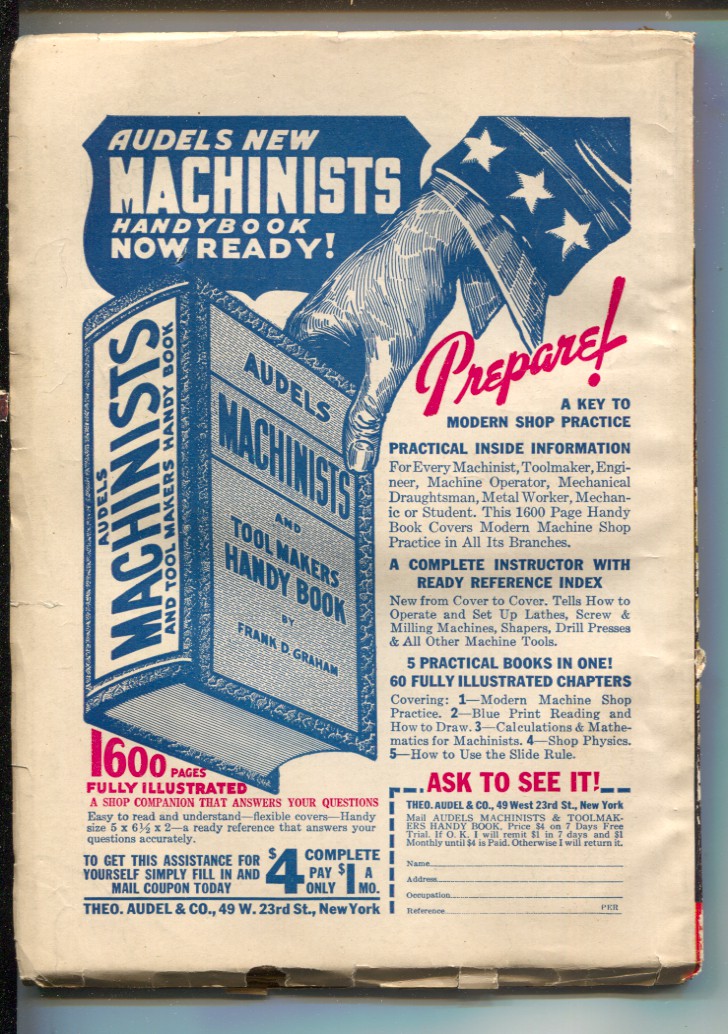 AUDELS NEW
MACHINISTS
HANDYBOOK
NOW READY!
AUDELS
MACHINISTS
AND TOOL MAKERS HANDY BOOK
AUDELS
MACHINISTS
AND
TOOL MAKERS
HANDY BOOK
BY
FRANK D. GRAHAM
Prepare!
A KEY TO
MODERN SHOP PRACTICE
PRACTICAL INSIDE INFORMATION
For Every Machinist, Toolmaker, Engi-
neer, Machine Operator, Mechanical
Draughtsman, Metal Worker, Mechan-
ic or Student. This 1600 Page Handy
Book Covers Modern Machine Shop
Practice in All Its Branches.
A COMPLETE INSTRUCTOR WITH
READY REFERENCE INDEX
New from Cover to Cover. Tells How to
Operate and Set Up Lathes, Screw &
Milling Machines, Shapers, Drill Presses
& All Other Machine Tools.
5 PRACTICAL BOOKS IN ONE!
60 FULLY ILLUSTRATED CHAPTERS
Covering: 1—Modern Machine Shop
Practice. 2—Blue Print Reading and
How to Draw. 3—Calculations & Mathe-
matics for Machinists. 4—Shop Physics.
5—How to Use the Slide Rule.
1600 PAGES
FULLY ILLUSTRATED
A SHOP COMPANION THAT ANSWERS YOUR QUESTIONS
Easy to read and understand—flexible covers—Handy
size 5 x 6½ x 2—a ready reference that answers your
questions accurately.
TO GET THIS ASSISTANCE FOR
YOURSELF SIMPLY FILL IN AND
MAIL COUPON TODAY
$4 COMPLETE
PAY $1 A
ONLY MO.
THEO. AUDEL & CO., 49 W. 23rd St., New York
ASK TO SEE IT!
THEO. AUDEL & CO., 49 West 23rd St., New York
Mail AUDELS MACHINISTS & TOOLMAK-
ERS HANDY BOOK, Price $4 on 7 Days Free
Trial. If O. K. I will remit $1 in 7 days and $1
Monthly until $4 is Paid. Otherwise I will return it.
Name
Address
Occupation
Reference PER